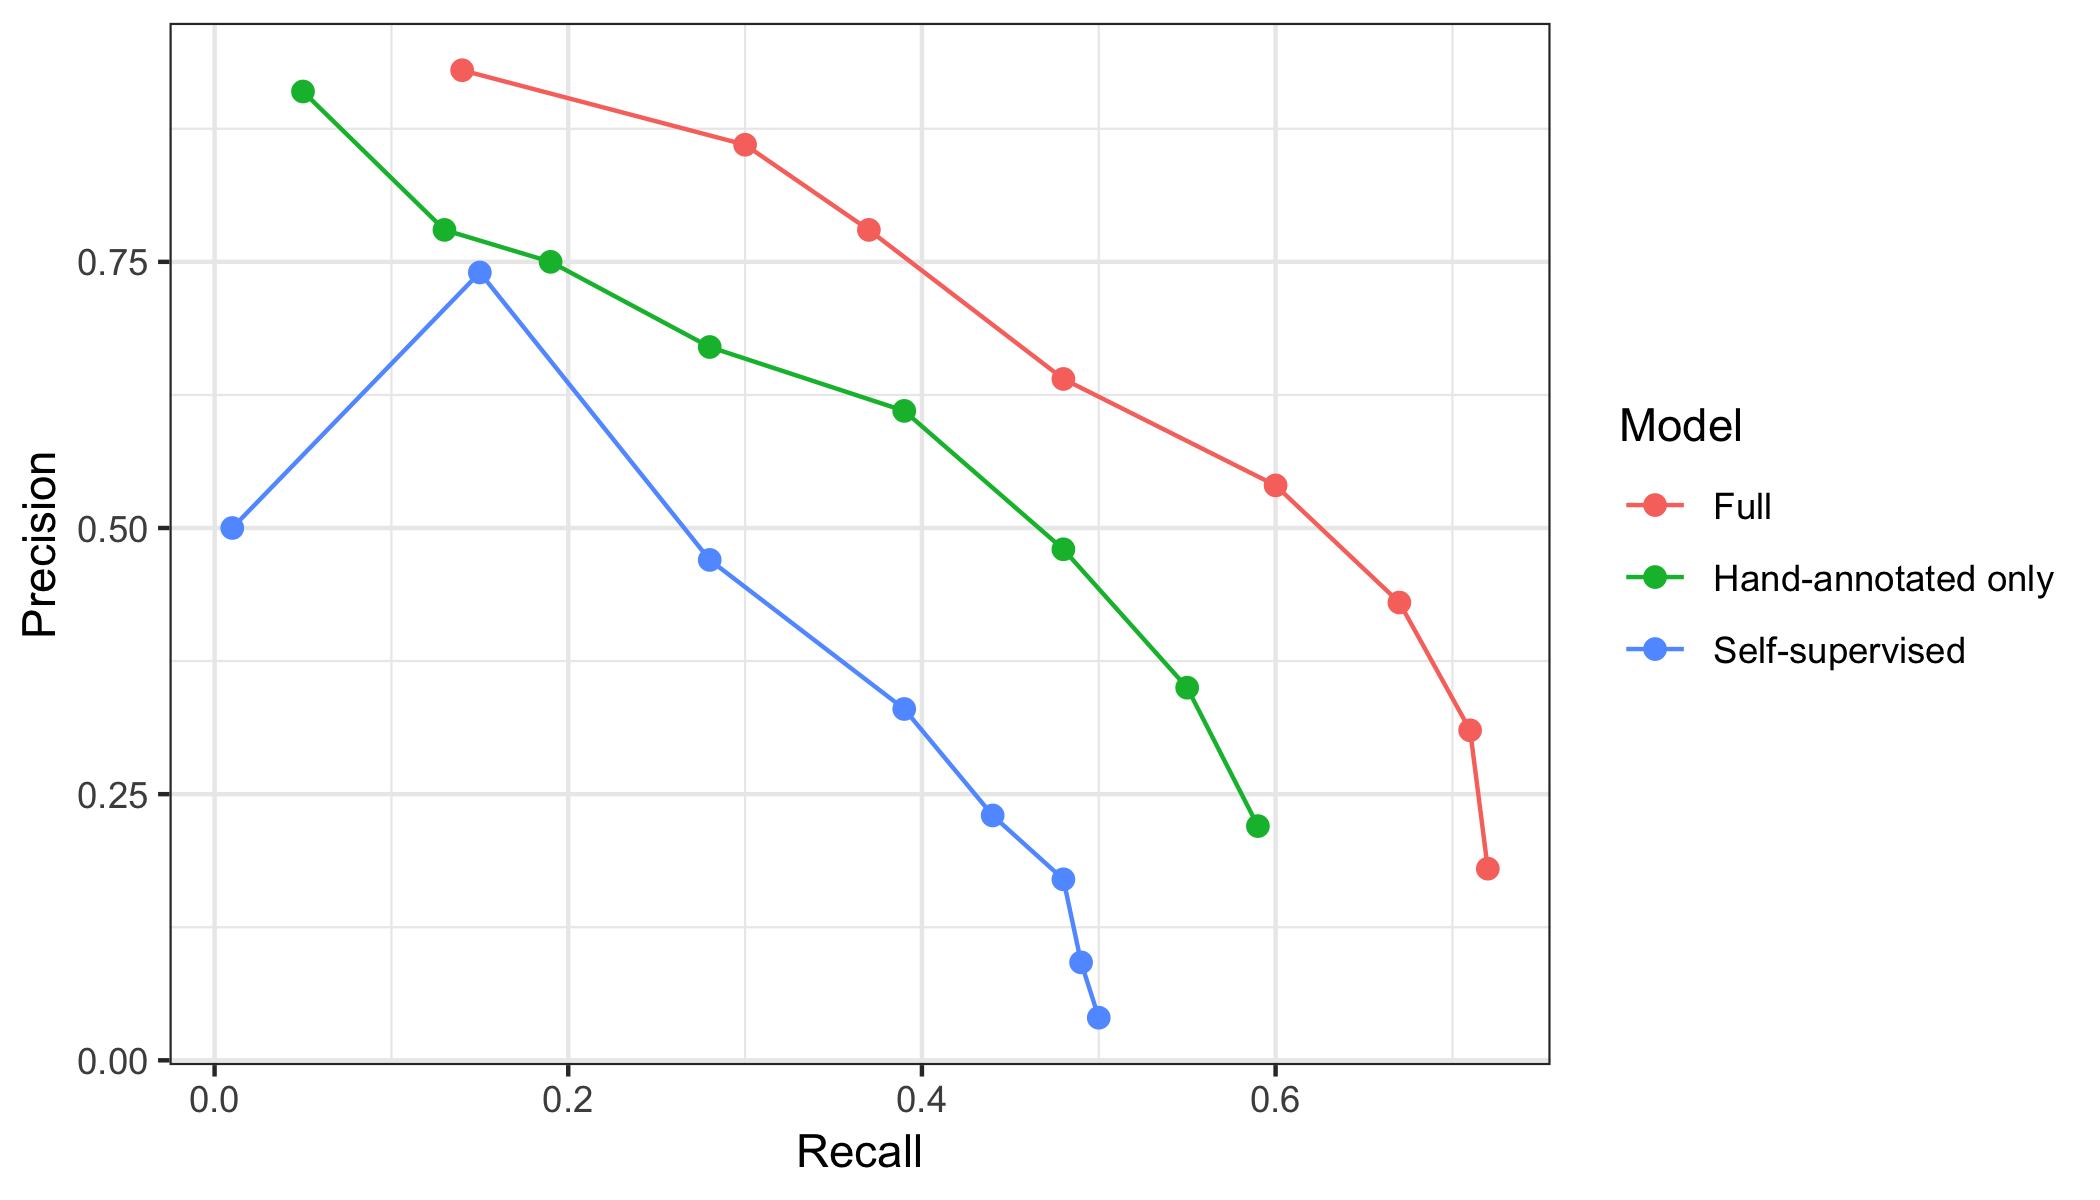 Precision
0.75
0.50
0.25
0.00
0.0 0.2 0.4 0.6
Recall
Model
Full
Hand-annotated only
Self-supervised